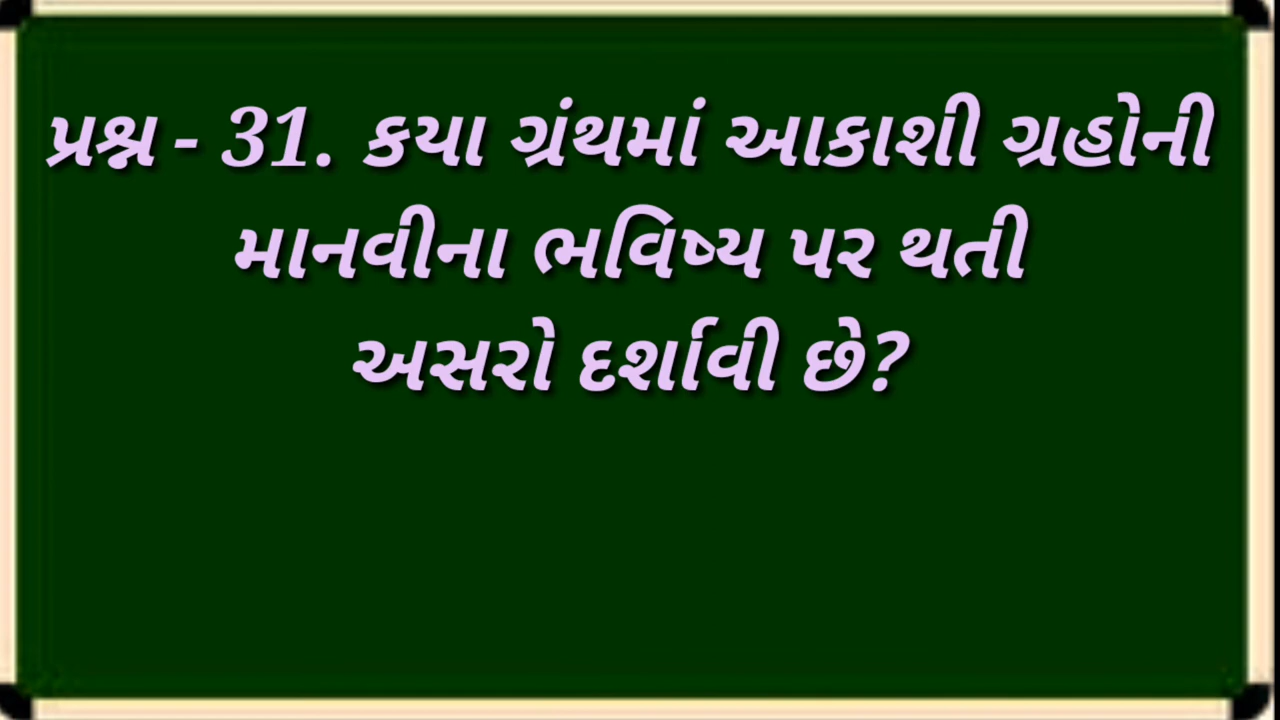 પ્રશ્ન - 31. કયા ગ્રંથમાં આકાશી ગ્રહોની
માનવીના ભવિષ્ય પર થતી
અસરો દર્શાવી છે?